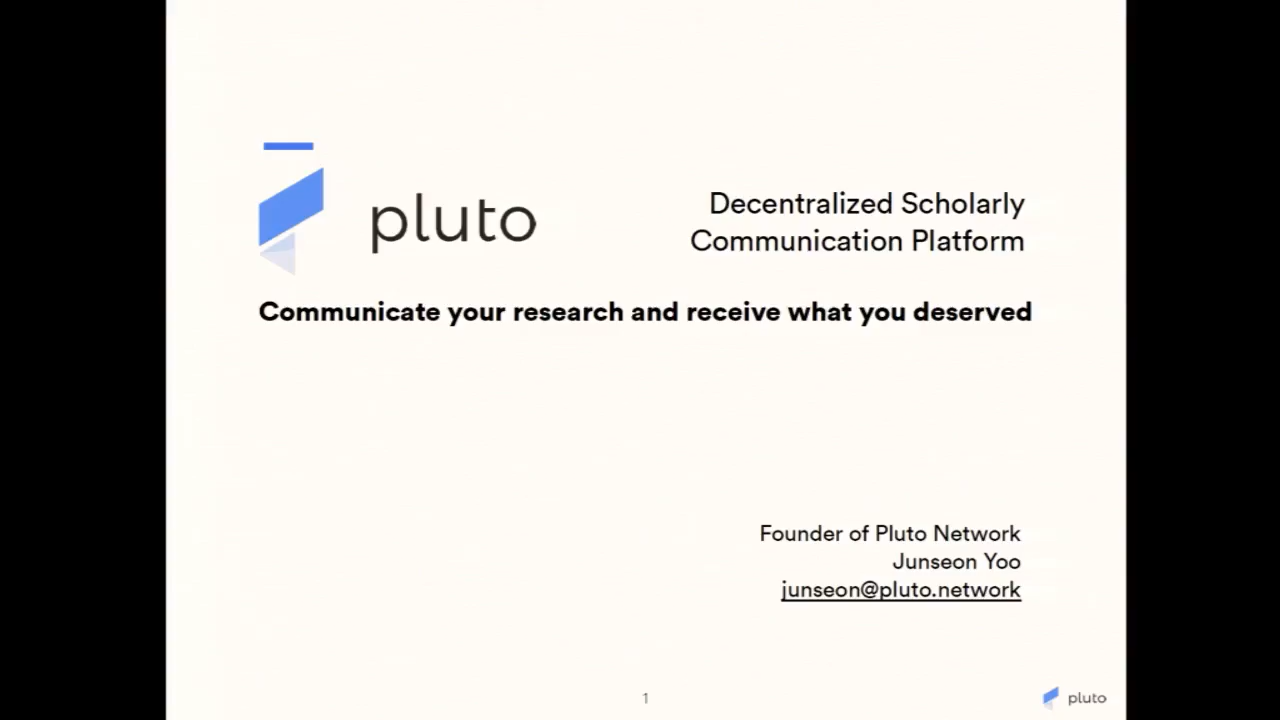 pluto
Decentralized Scholarly
Communication Platform
Communicate your research and receive what you deserved
Founder of Pluto Network
Junseon Yoo
junseon@pluto.network
1
pluto